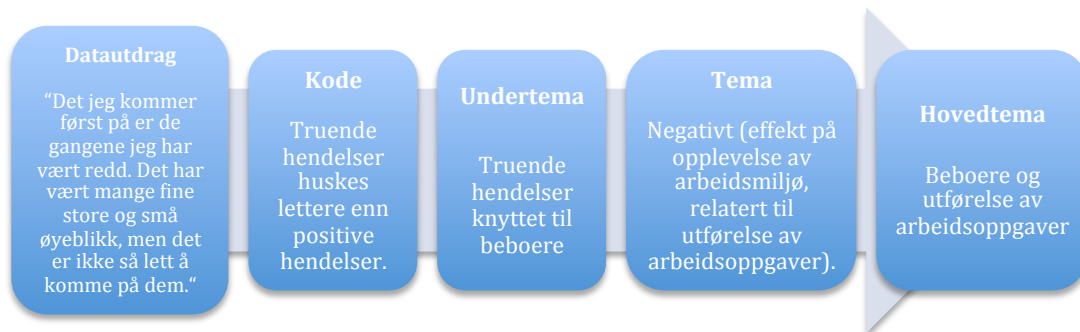 Datautdrag
“Det jeg kommer
først på er de
gangene jeg har
vært redd. Det har
vært mange fine
store og små
øyeblikk, men det
er ikke så lett å
komme på dem.“
Kode
Truende
hendelser
huskes
lettere enn
positive
hendelser.
Undertema
Truende
hendelser
knyttet til
beboere
Tema
Negativt (effekt på
opplevelse av
arbeidsmiljø,
relatert til
utførelse av
arbeidsoppgaver).
Hovedtema
Beboere og
utførelse av
arbeidsoppgaver